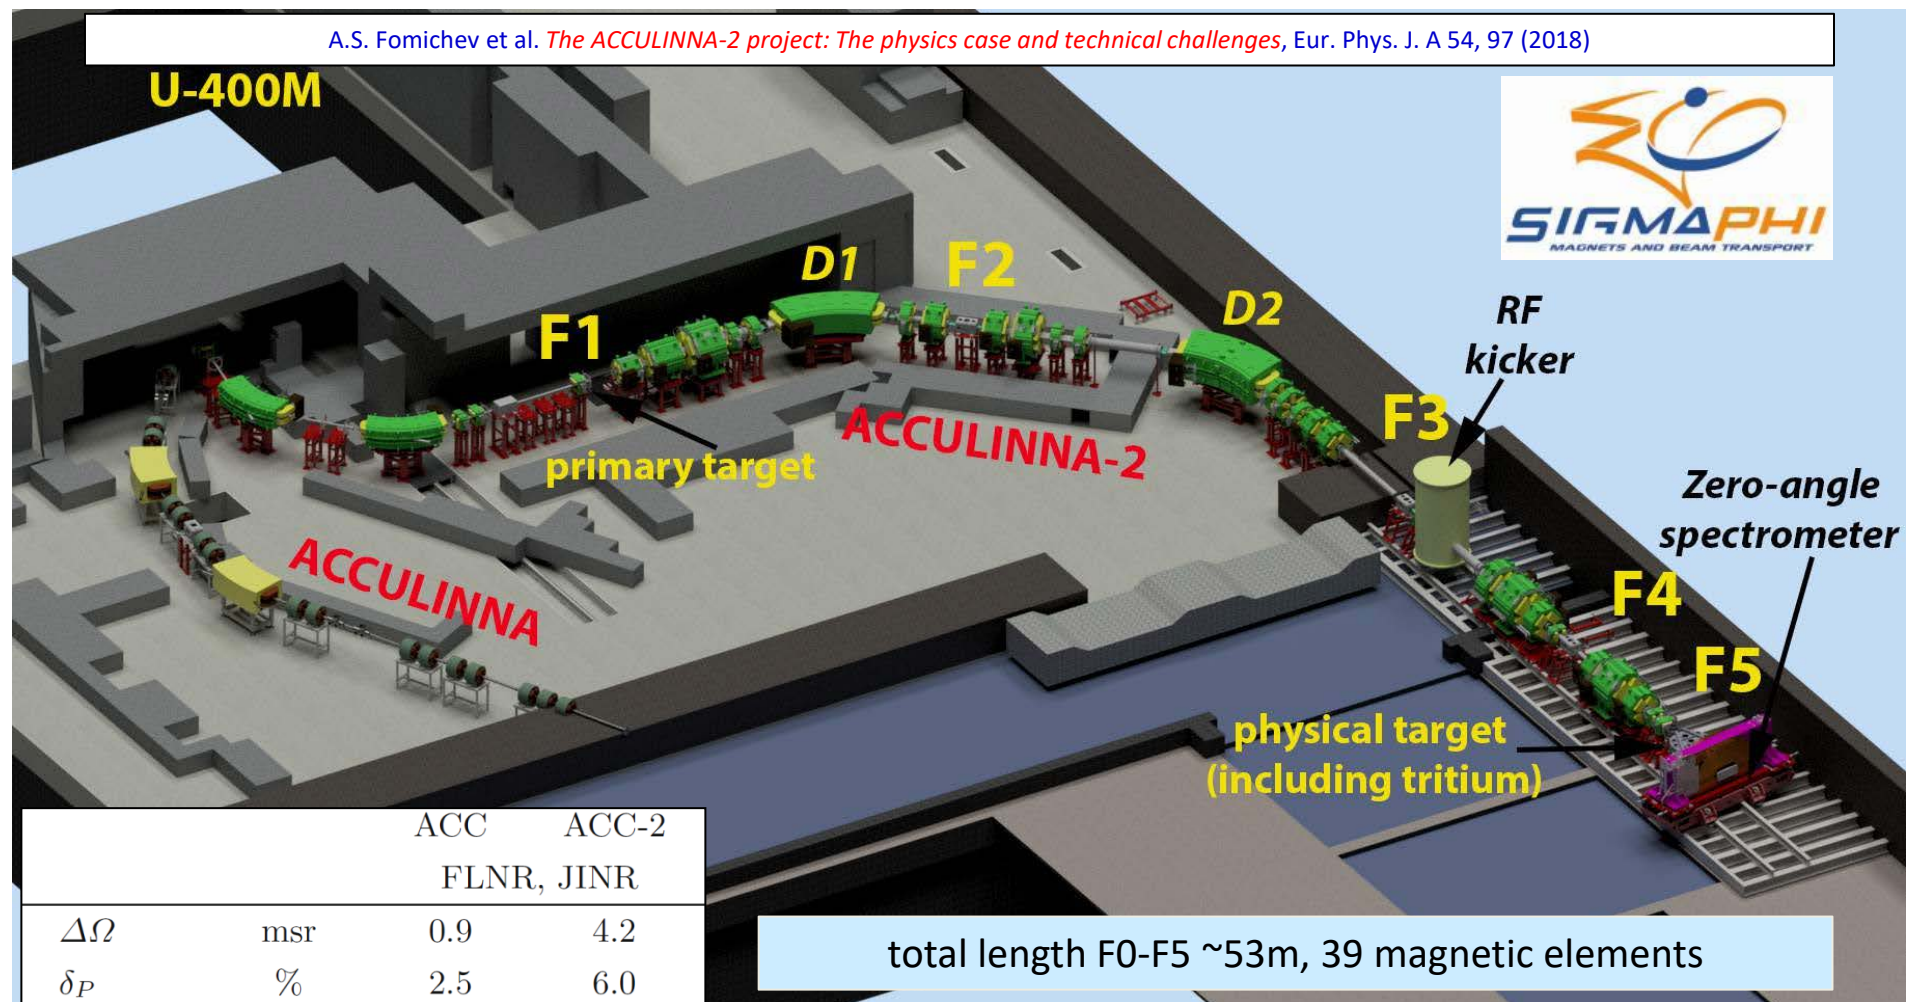 A.S. Fomichev et al. The ACCULINNA-2 project: The physics case and technical challenges, Eur. Phys. J. A 54, 97 (2018)
U-400M
SIGMAPHI
MAGNETS AND BEAM TRANSPORT
D1
F2
F1
D2
RF
kicker
F3
primary target
ACCULINNA-2
Zero-angle
spectrometer
ACCULINNA
F4
F5
physical target
(including tritium)
ACC ACC-2
FLNR, JINR
ΔΩ msr 0.9 4.2
δP % 2.5 6.0
total length F0-F5 ~53m, 39 magnetic elements